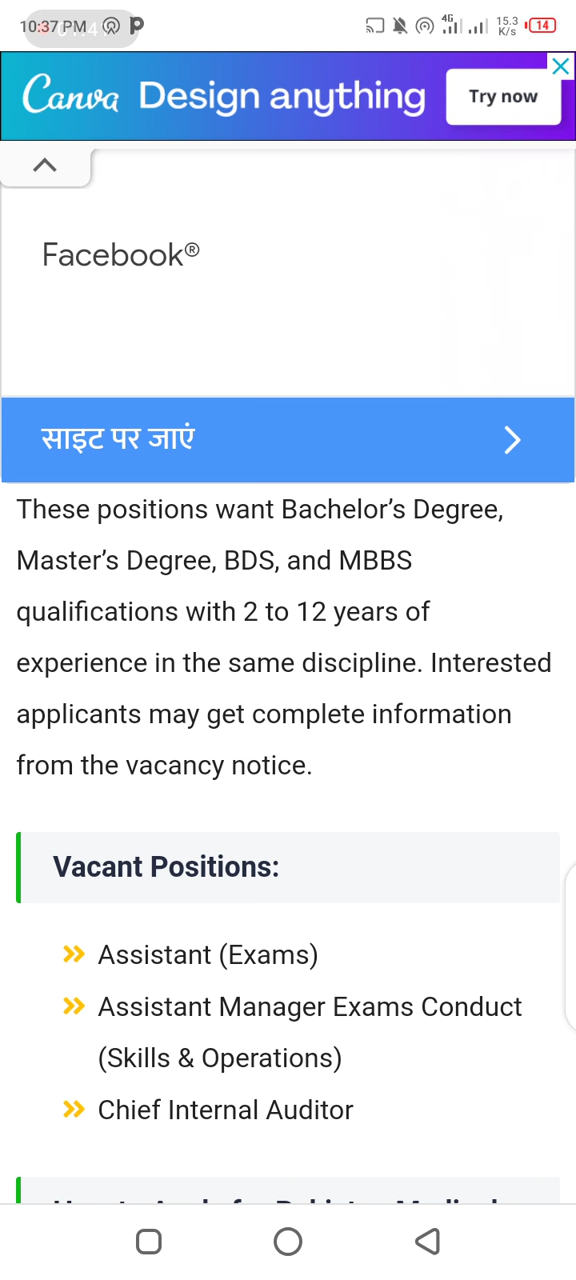 10:37 PM
4G
15.3
K/s
14
Canva Design anything
Try now
Facebook®
साइट पर जाएं
These positions want Bachelor’s Degree,
Master’s Degree, BDS, and MBBS
qualifications with 2 to 12 years of
experience in the same discipline. Interested
applicants may get complete information
from the vacancy notice.
Vacant Positions:
Assistant (Exams)
Assistant Manager Exams Conduct
(Skills & Operations)
Chief Internal Auditor